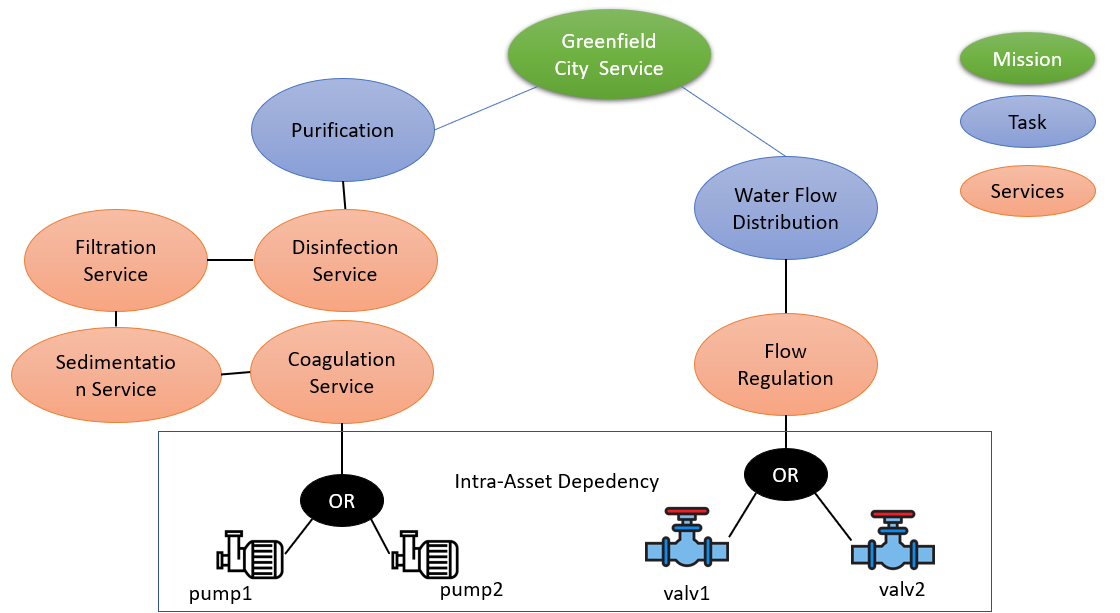 Greenfield
City Service
Mission
Purification
Task
Water Flow
Distribution
Services
Filtration
Service
Disinfection
Service
Sedimentatio
n Service
Coagulation
Service
Flow
Regulation
OR
Intra-Asset Depedency
OR
pump1
pump2
valv1
valv2